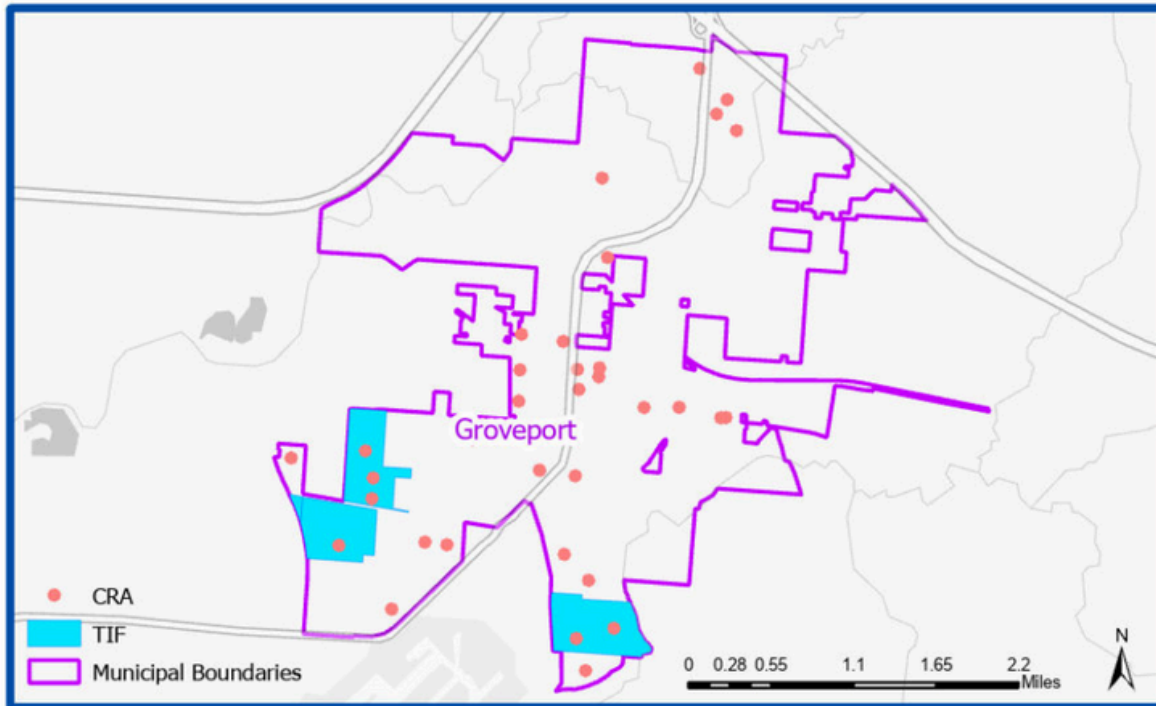 Groveport
CRA
TIF
Municipal Boundaries
N
0 0.28 0.55 1.1 1.65 2.2
Miles